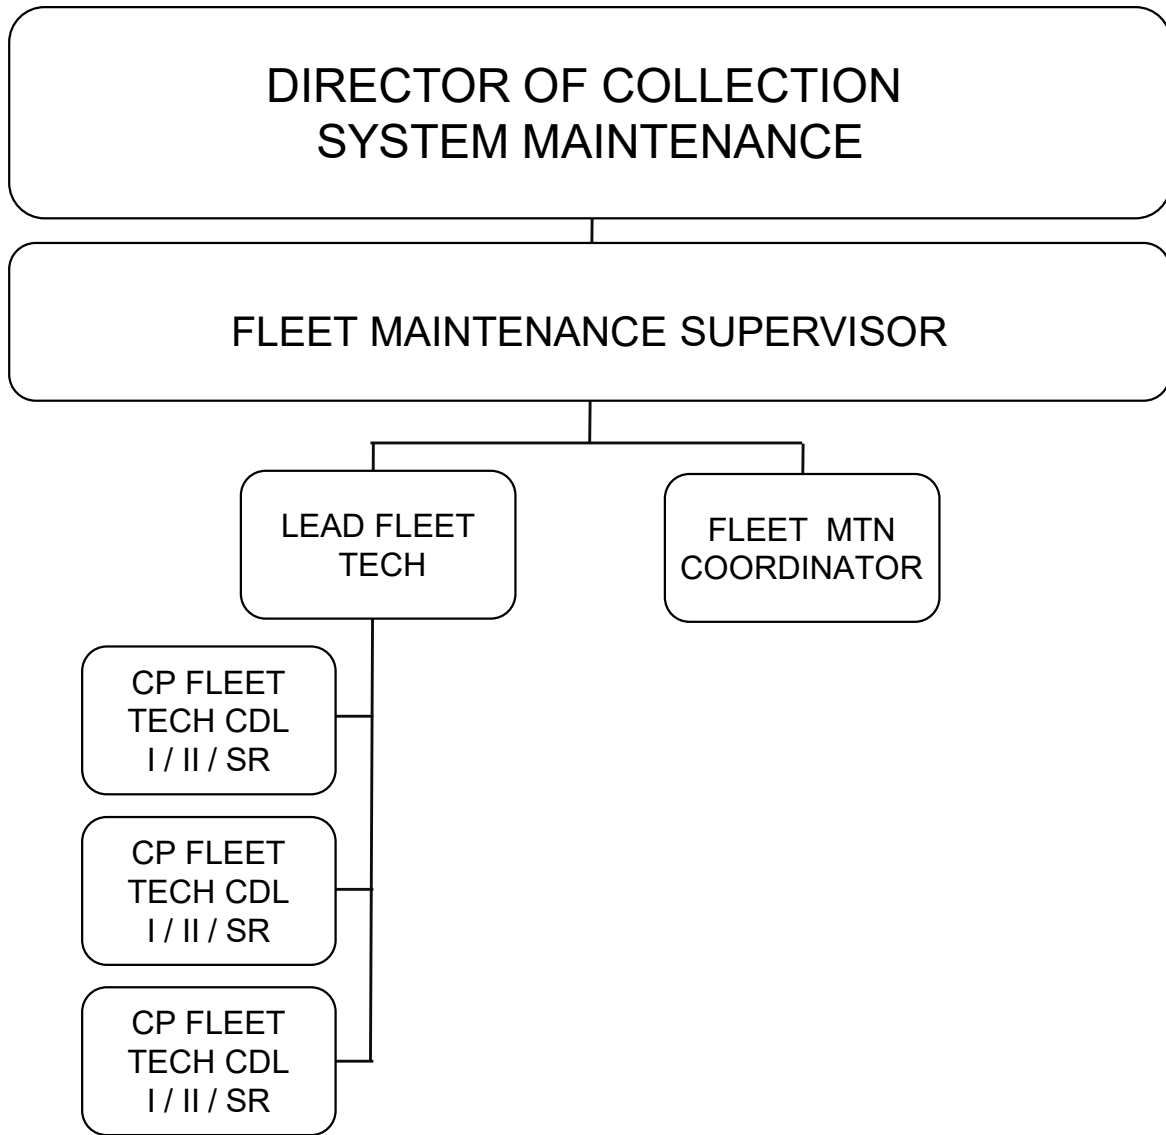 DIRECTOR OF COLLECTION
SYSTEM MAINTENANCE
FLEET MAINTENANCE SUPERVISOR
LEAD FLEET
TECH
FLEET MTN
COORDINATOR
CP FLEET
TECH CDL
I / II / SR
CP FLEET
TECH CDL
I / II / SR
CP FLEET
TECH CDL
I / II / SR